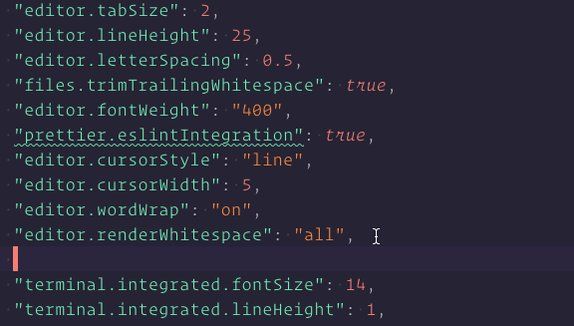 "editor.tabSize": 2,
"editor.lineHeight": 25,
"editor.letterSpacing": 0.5,
"files.trimTrailingWhitespace": true,
"editor.fontWeight": "400",
"prettier.eslintIntegration": true,
"editor.cursorStyle": "line",
"editor.cursorWidth": 5,
"editor.wordWrap": "on",
"editor.renderWhitespace": "all",
"terminal.integrated.fontSize": 14,
"terminal.integrated.lineHeight": 1,